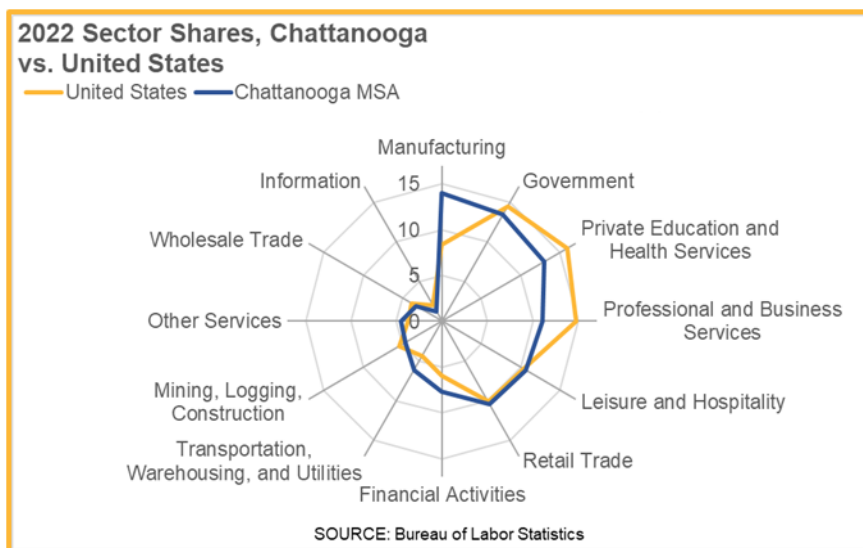 2022 Sector Shares, Chattanooga
vs. United States
United States
Chattanooga MSA
Manufacturing
Information
Government
15
Private Education and
Health Services
Wholesale Trade
10
5
Professional and Business
Services
Other Services
0
Mining, Logging,
Construction
Leisure and Hospitality
Transportation,
Warehousing, and Utilities
Retail Trade
Financial Activities
SOURCE: Bureau of Labor Statistics